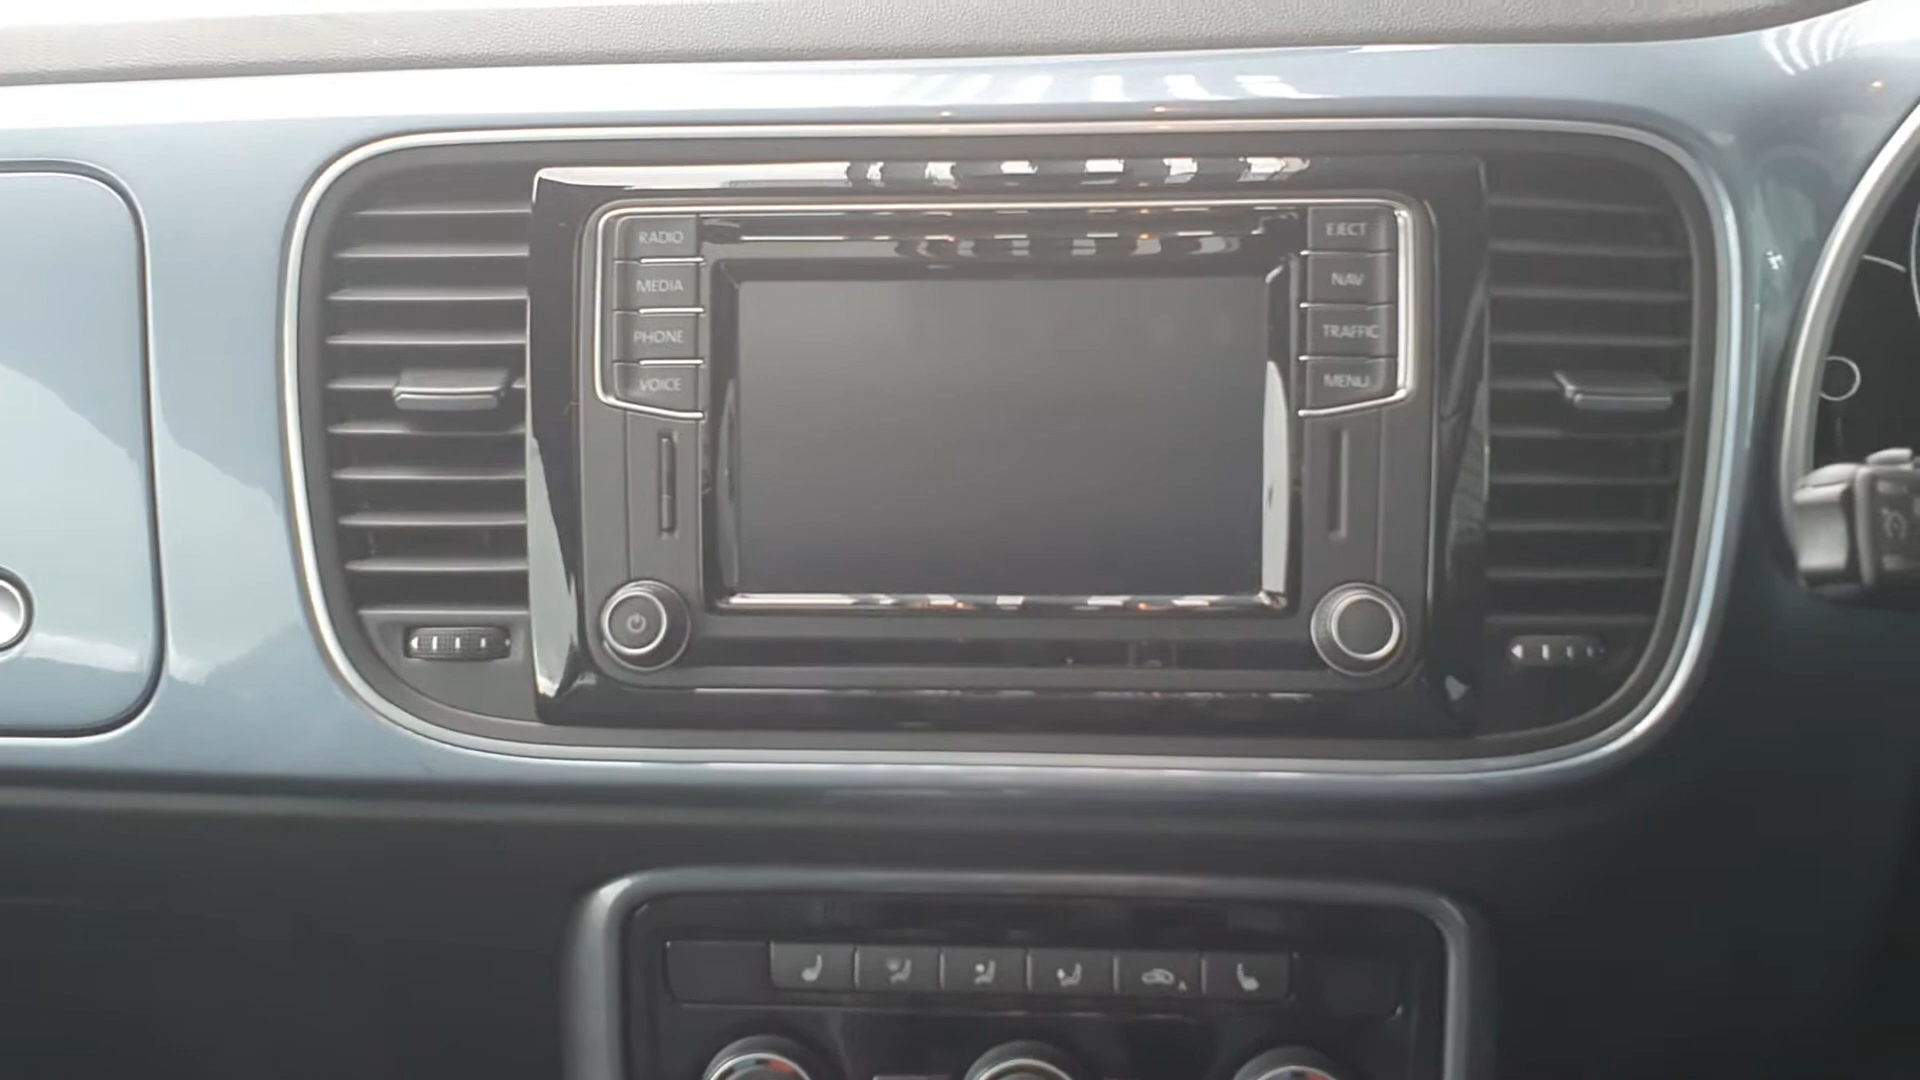 RADIO
MEDIA
PHONE
VOICE
EJECT
NAV
TRAFFIC
MENU
A